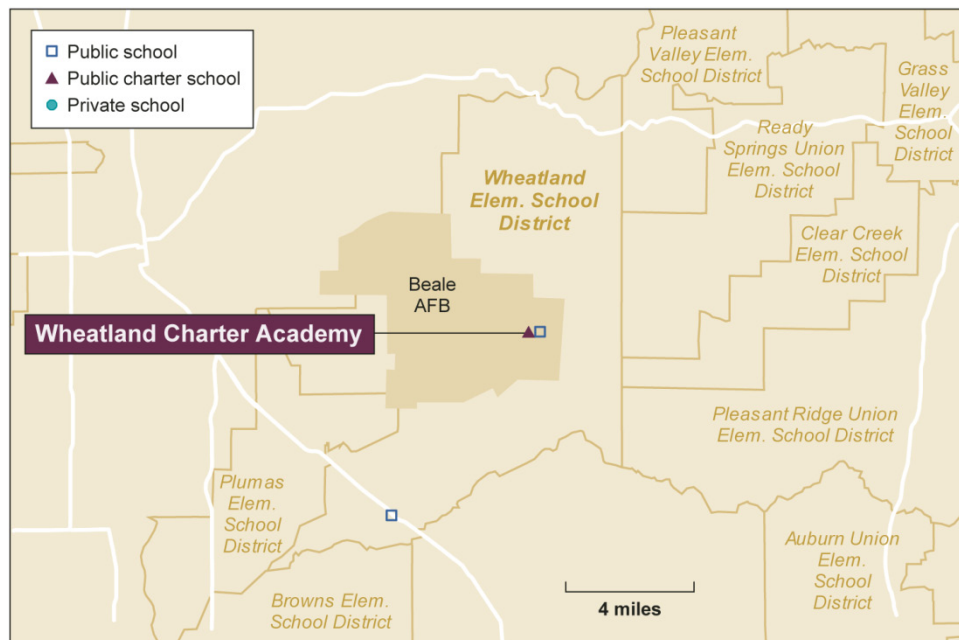 Public school
Public charter school
Private school
Pleasant
Valley Elem.
School District
Grass
Valley
Elem.
School
District
Ready
Springs Union
Elem. School
District
Wheatland
Elem. School
District
Clear Creek
Elem. School
District
Beale
AFB
Wheatland Charter Academy
Pleasant Ridge Union
Elem. School District
Plumas
Elem.
School
District
Auburn Union
Elem.
School
District
Browns Elem.
School District
4 miles